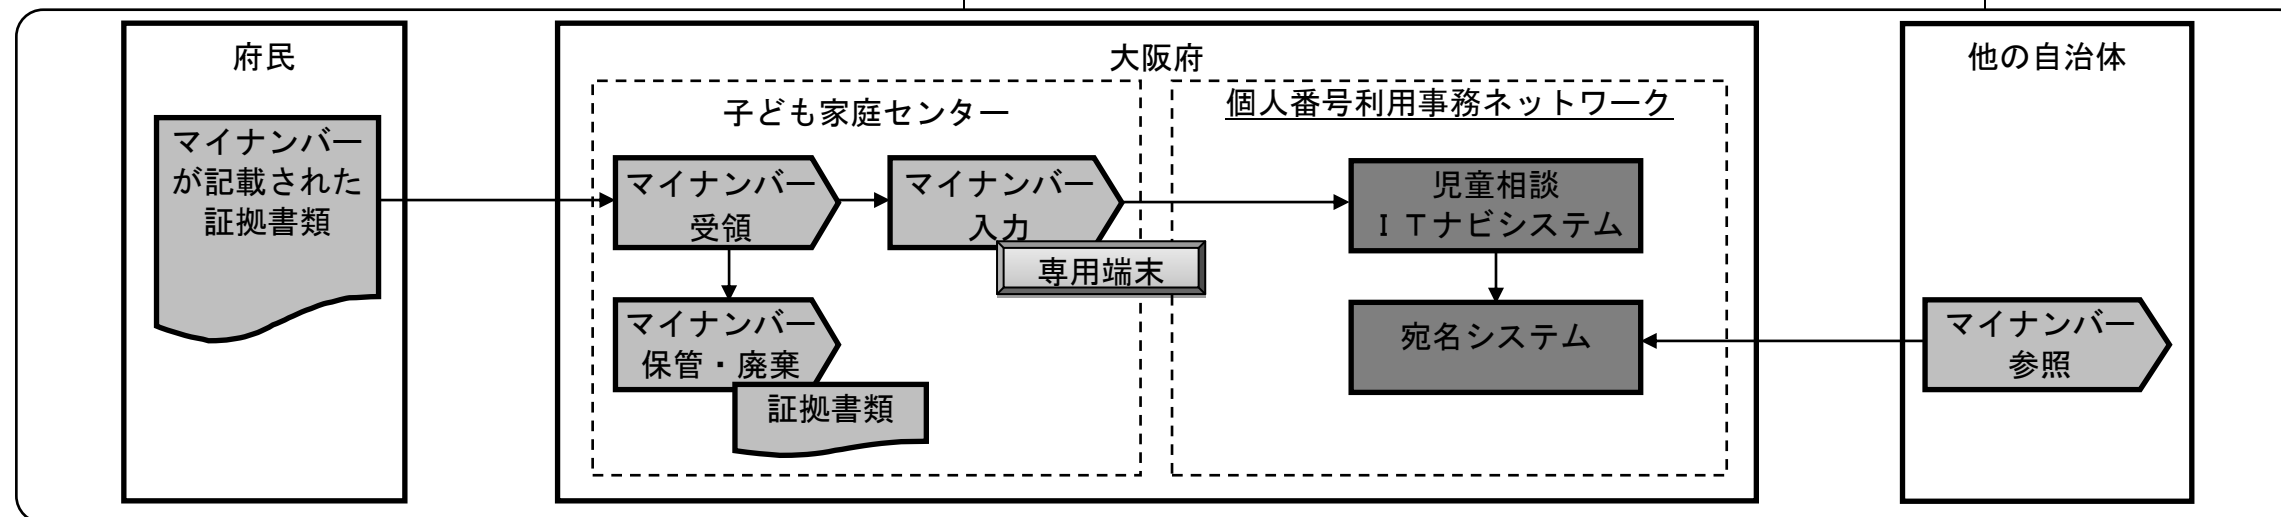 府民
マイナンバー
が記載された
証拠書類
大阪府
子ども家庭センター
マイナンバー
受領
マイナンバー
入力
専用端末
マイナンバー
保管・廃棄
証拠書類
個人番号利用事務ネットワーク
児童相談
ＩＴナビシステム
宛名システム
他の自治体
マイナンバー
参照